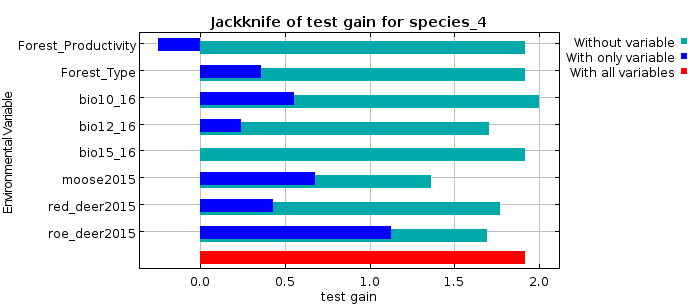 Jackknife of test gain for species_4
Without variable
With only variable
With all variables
Environmental Variable
Forest_Productivity
Forest_Type
bio10_16
bio12_16
bio15_16
moose2015
red_deer2015
roe_deer2015
0.0 0.5 1.0 1.5 2.0
test gain